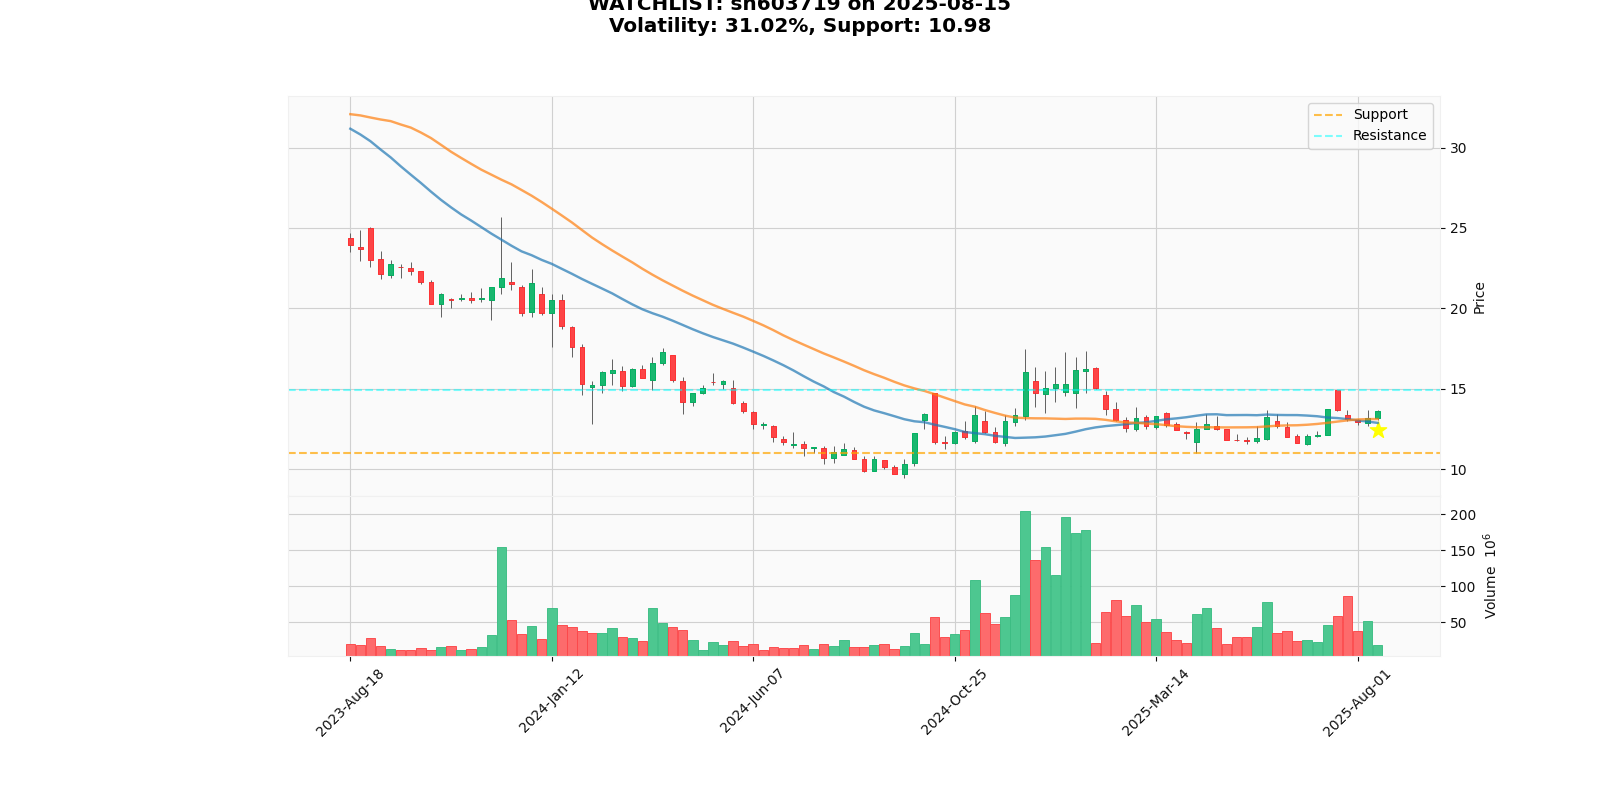 WATCHLIST: sh603719 on 2025-08-15
Volatility: 31.02%, Support: 10.98
Support
Resistance
30
25
20
15
10
Price
200
150
100
50
Volume 10⁶
2023-Aug-18
2024-Jan-12
2024-Jun-07
2024-Oct-25
2025-Mar-14
2025-Aug-01